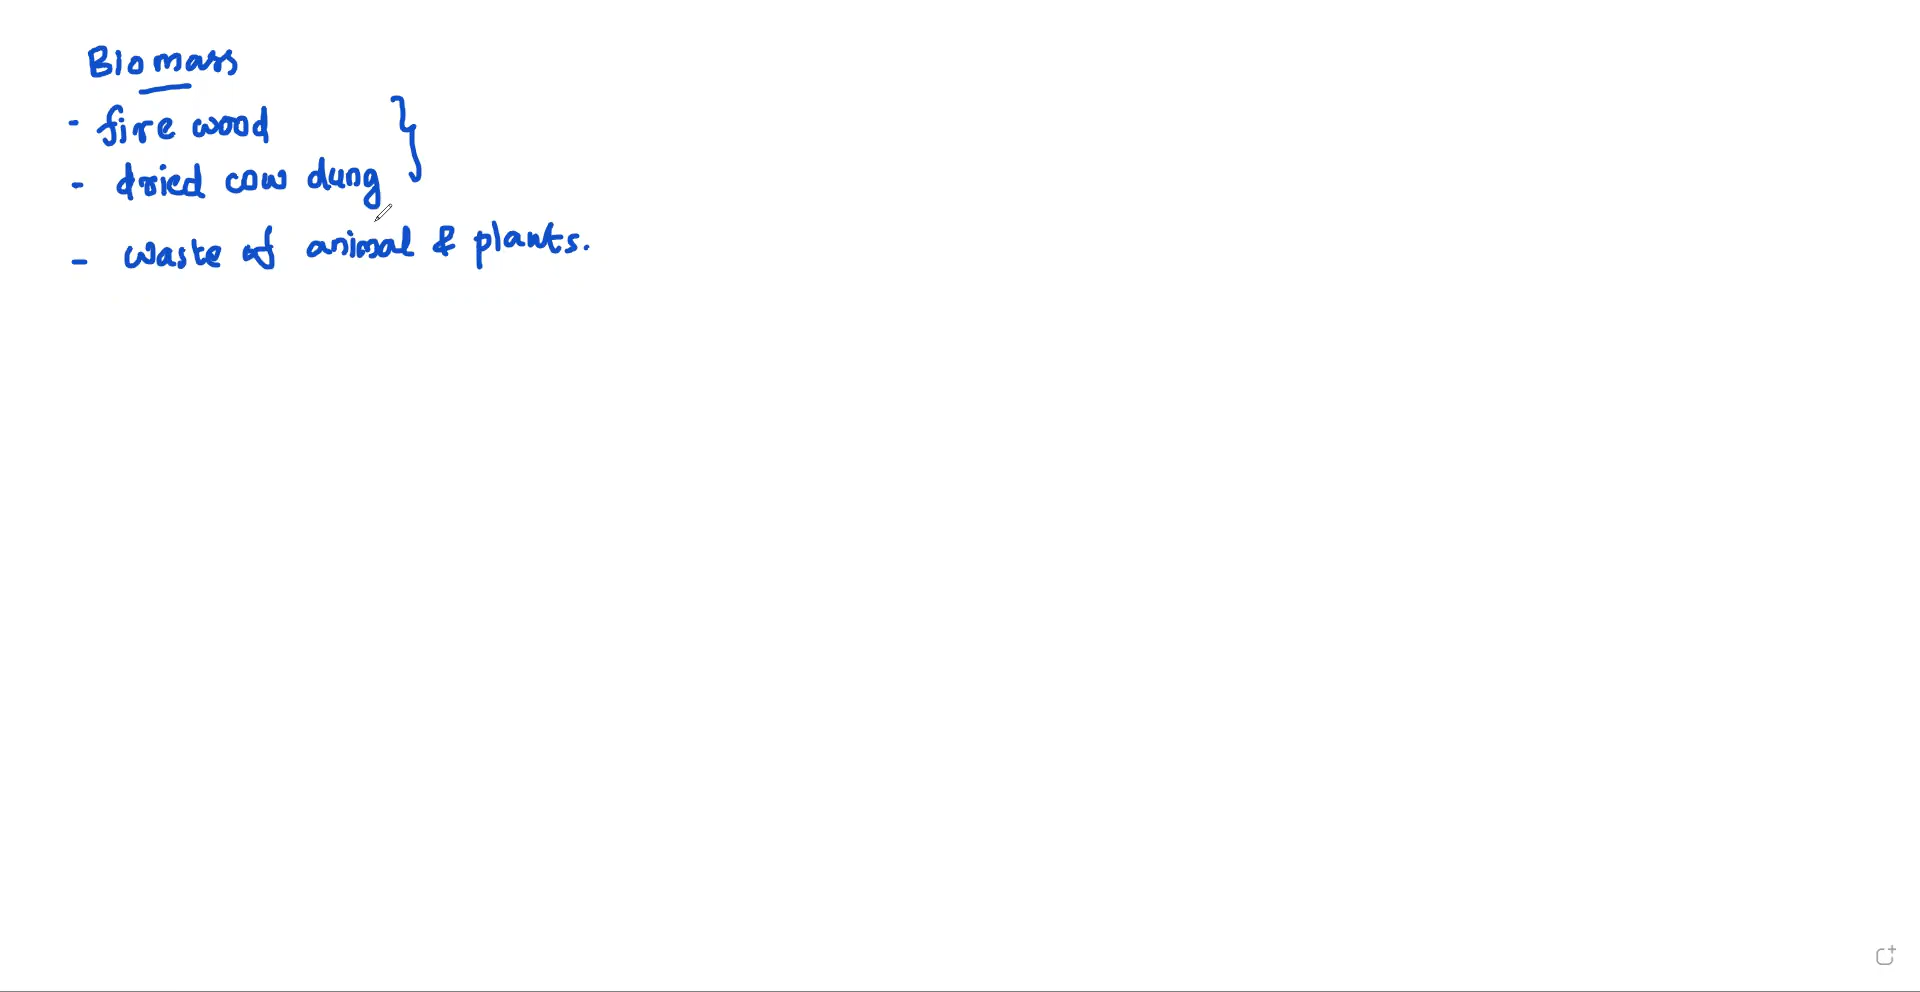 Biomass
- fire wood
- dried cow dung
- waste of animal & plants.